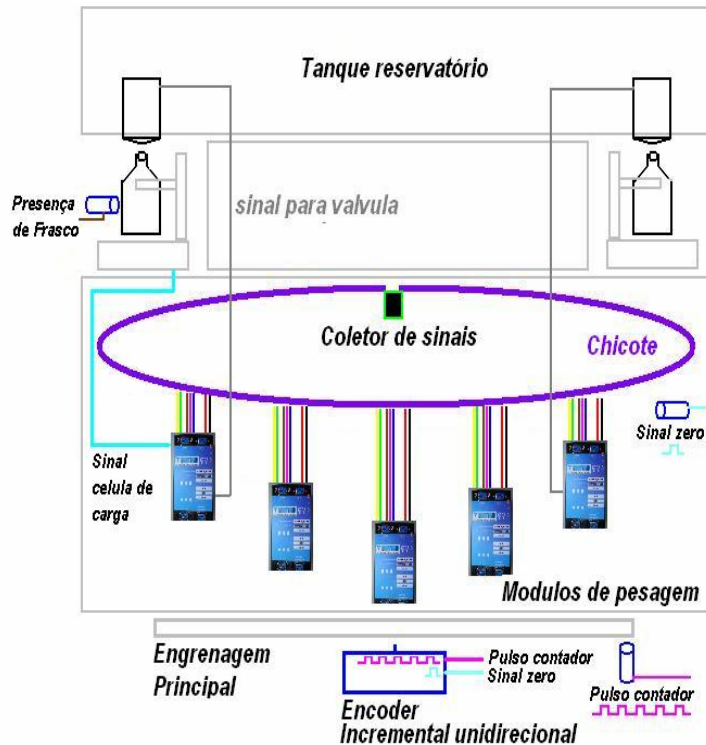 Tanque reservatório
Presença
de Frasco
sinal para valvula
Coletor de sinais
Chicote
Sinal zero
Sinal
celula de
carga
Modulos de pesagem
Engrenagem
Principal
Pulso contador
Sinal zero
Encoder
Incremental unidirecional
Pulso contador